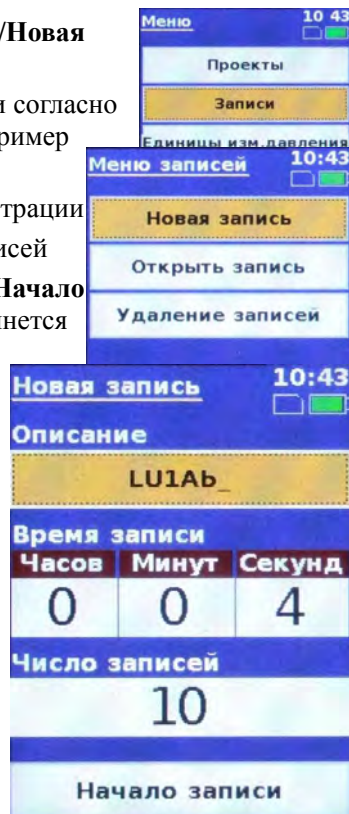 /Новая
и согласно
ример
трации
исей
Начало
нется
Меню
10 43
Проекты
Записи
Единицы изм.давления
Меню записей
10:43
Новая запись
Открыть запись
Удаление записей
Новая запись
10:43
Описание
LU1Ab_
Время записи
Часов Минут Секунд
0 0 4
Число записей
10
Начало записи